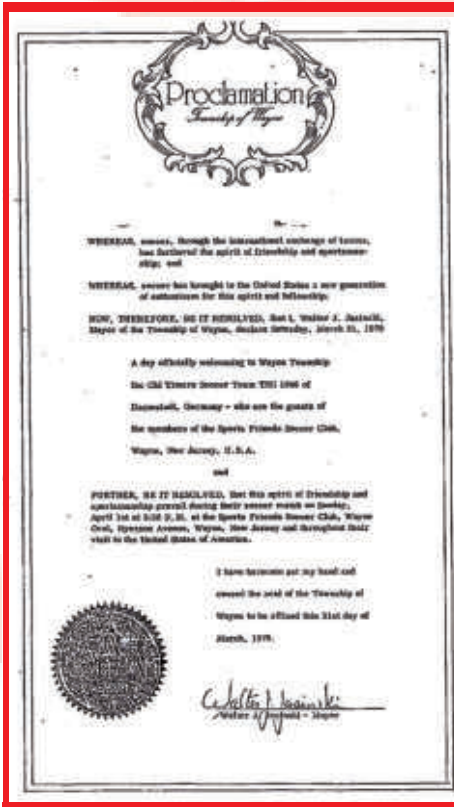 Proclamation
Township of Wayne
WHEREAS, soccer, through the international exchange of teams,
has furthered the spirit of friendship and sportsman-
ship; and
WHEREAS, soccer has brought to the United States a new generation
of enthusiasm for this spirit and fellowship;
NOW, THEREFORE, BE IT RESOLVED, that I, Walter J. Jasinski,
Mayor of the Township of Wayne, declare Saturday, March 31, 1979
A day officially welcoming to Wayne Township
the Old Timers Soccer Team TSG 1846 of
Darmstadt, Germany - who are the guests of
the members of the Sports Friends Soccer Club,
Wayne, New Jersey, U.S.A.
and
FURTHER, BE IT RESOLVED, that this spirit of friendship and
sportsmanship prevail during their soccer match on Sunday,
April 1st at 2:30 P.M. at the Sports Friends Soccer Club, Wayne
Oval, Avenue, Wayne, New Jersey and throughout their
visit to the United States of America.
I have hereunto set my hand and
caused the seal of the Township of
Wayne to be affixed this 31st day of
March, 1979.
Walter J. Jasinski
Walter J. Jasinski - Mayor